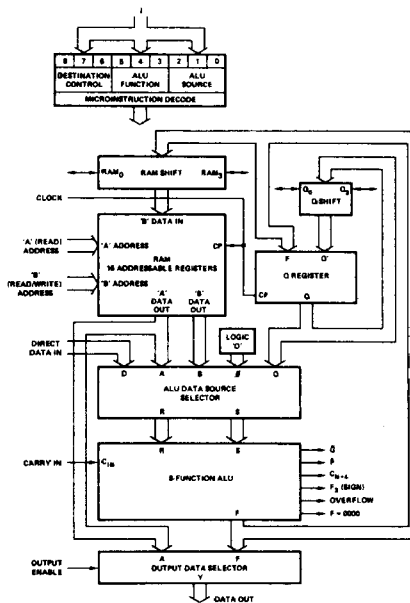 I
8 7 6 5 4 3 2 1 0
DESTINATION CONTROL
ALU FUNCTION
ALU SOURCE
MICROINSTRUCTION DECODE
RAM0 RAM SHIFT RAM3
Q0 Q3
Q SHIFT
CLOCK
'B' DATA IN
'A' (READ) ADDRESS
'A' ADDRESS
RAM
16 ADDRESSABLE REGISTERS
CP
'B' (READ/WRITE) ADDRESS
'B' ADDRESS
'A' DATA OUT
'B' DATA OUT
F Q'
Q REGISTER
CP Q
LOGIC '0'
DIRECT DATA IN
D A B Ø Q
ALU DATA SOURCE SELECTOR
R S
R S
CARRY IN
CIN
8-FUNCTION ALU
F
G̅
P̅
CN+4
F3 (SIGN)
OVERFLOW
F = 0000
OUTPUT ENABLE
A F
OUTPUT DATA SELECTOR
Y
DATA OUT